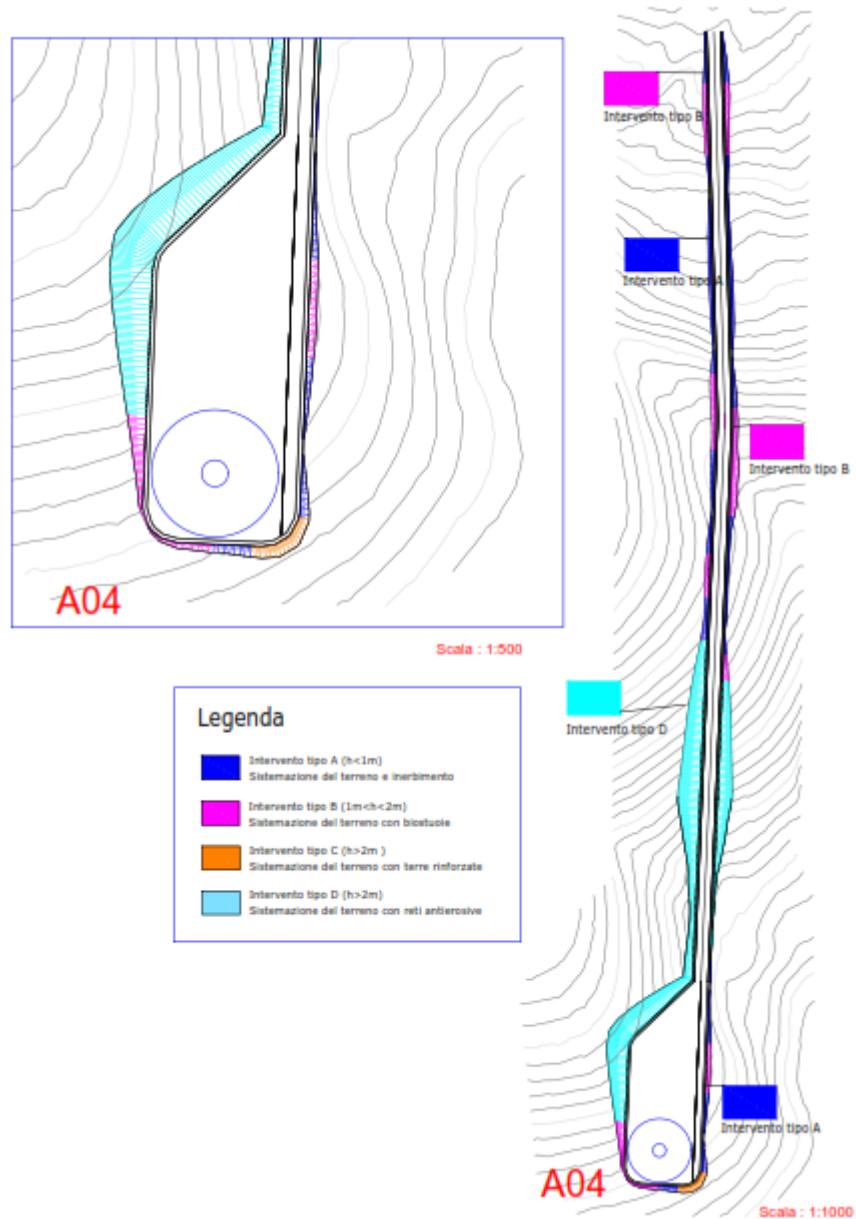 A04
Scala : 1:500
Legenda
Intervento tipo A (h<1m)
Sistemazione del terreno e inerbimento
Intervento tipo B (1m<h<2m)
Sistemazione del terreno con biostuoie
Intervento tipo C (h>2m )
Sistemazione del terreno con terre rinforzate
Intervento tipo D (h>2m)
Sistemazione del terreno con reti antierosive
Intervento tipo B
Intervento tipo A
Intervento tipo B
Intervento tipo D
Intervento tipo A
A04
Scala : 1:1000